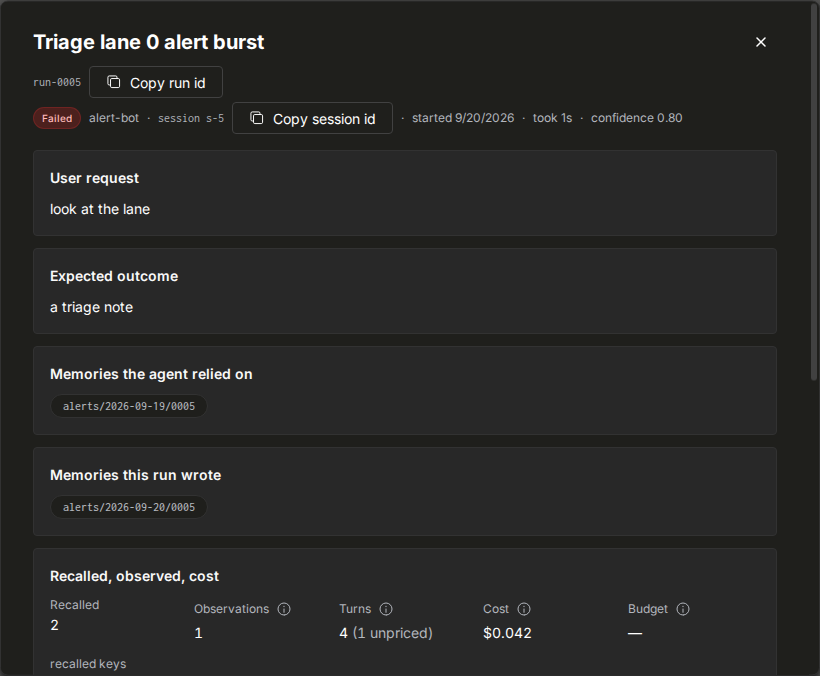 Triage lane 0 alert burst
run-0005 Copy run id
Failed alert-bot · session s-5 Copy session id · started 9/20/2026 · took 1s · confidence 0.80
User request
look at the lane
Expected outcome
a triage note
Memories the agent relied on
alerts/2026-09-19/0005
Memories this run wrote
alerts/2026-09-20/0005
Recalled, observed, cost
Recalled Observations Turns Cost Budget
2 1 4 (1 unpriced) $0.042 —
recalled keys